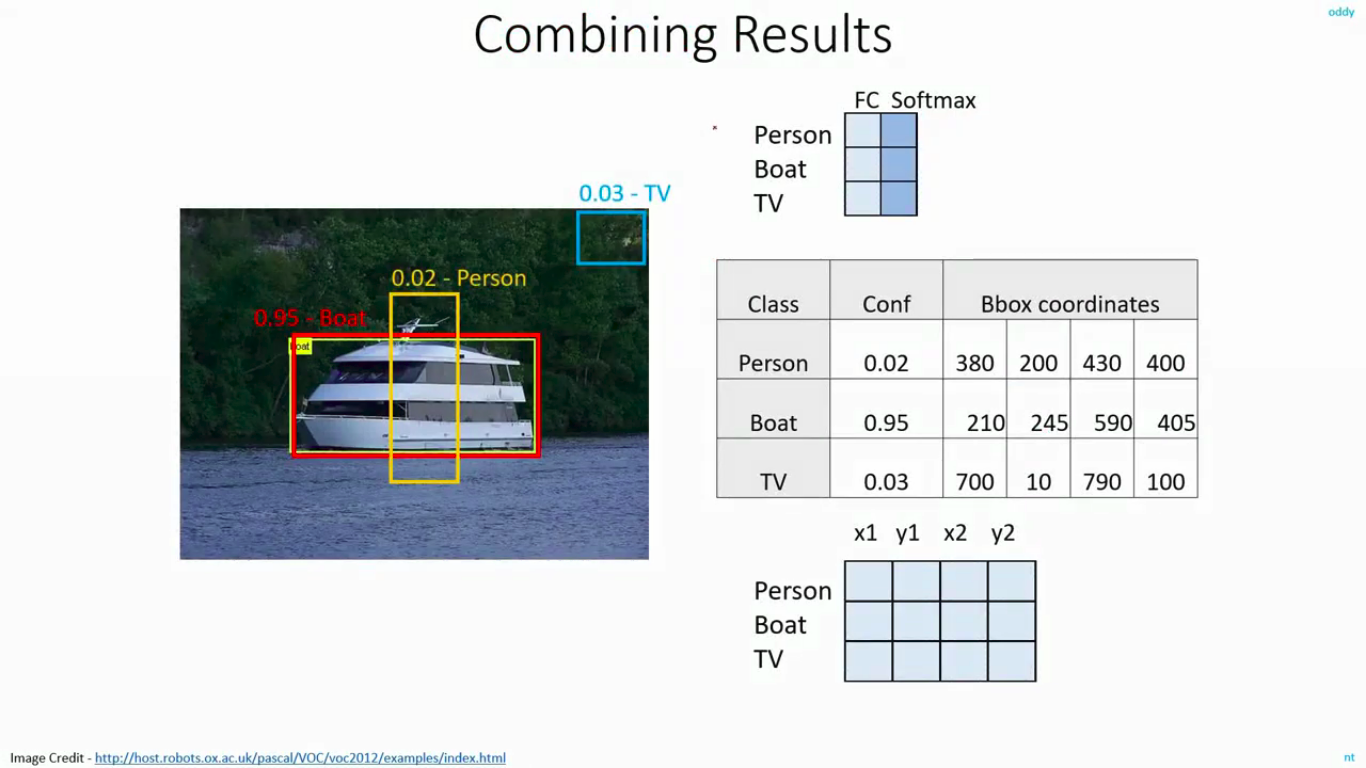 Combining Results
oddy
FC Softmax
Person
Boat
TV
0.03 - TV
0.02 - Person
0.95 - Boat
boat
Class Conf Bbox coordinates
Person 0.02 380 200 430 400
Boat 0.95 210 245 590 405
TV 0.03 700 10 790 100
x1 y1 x2 y2
Person
Boat
TV
Image Credit - http://host.robots.ox.ac.uk/pascal/VOC/voc2012/examples/index.html
nt